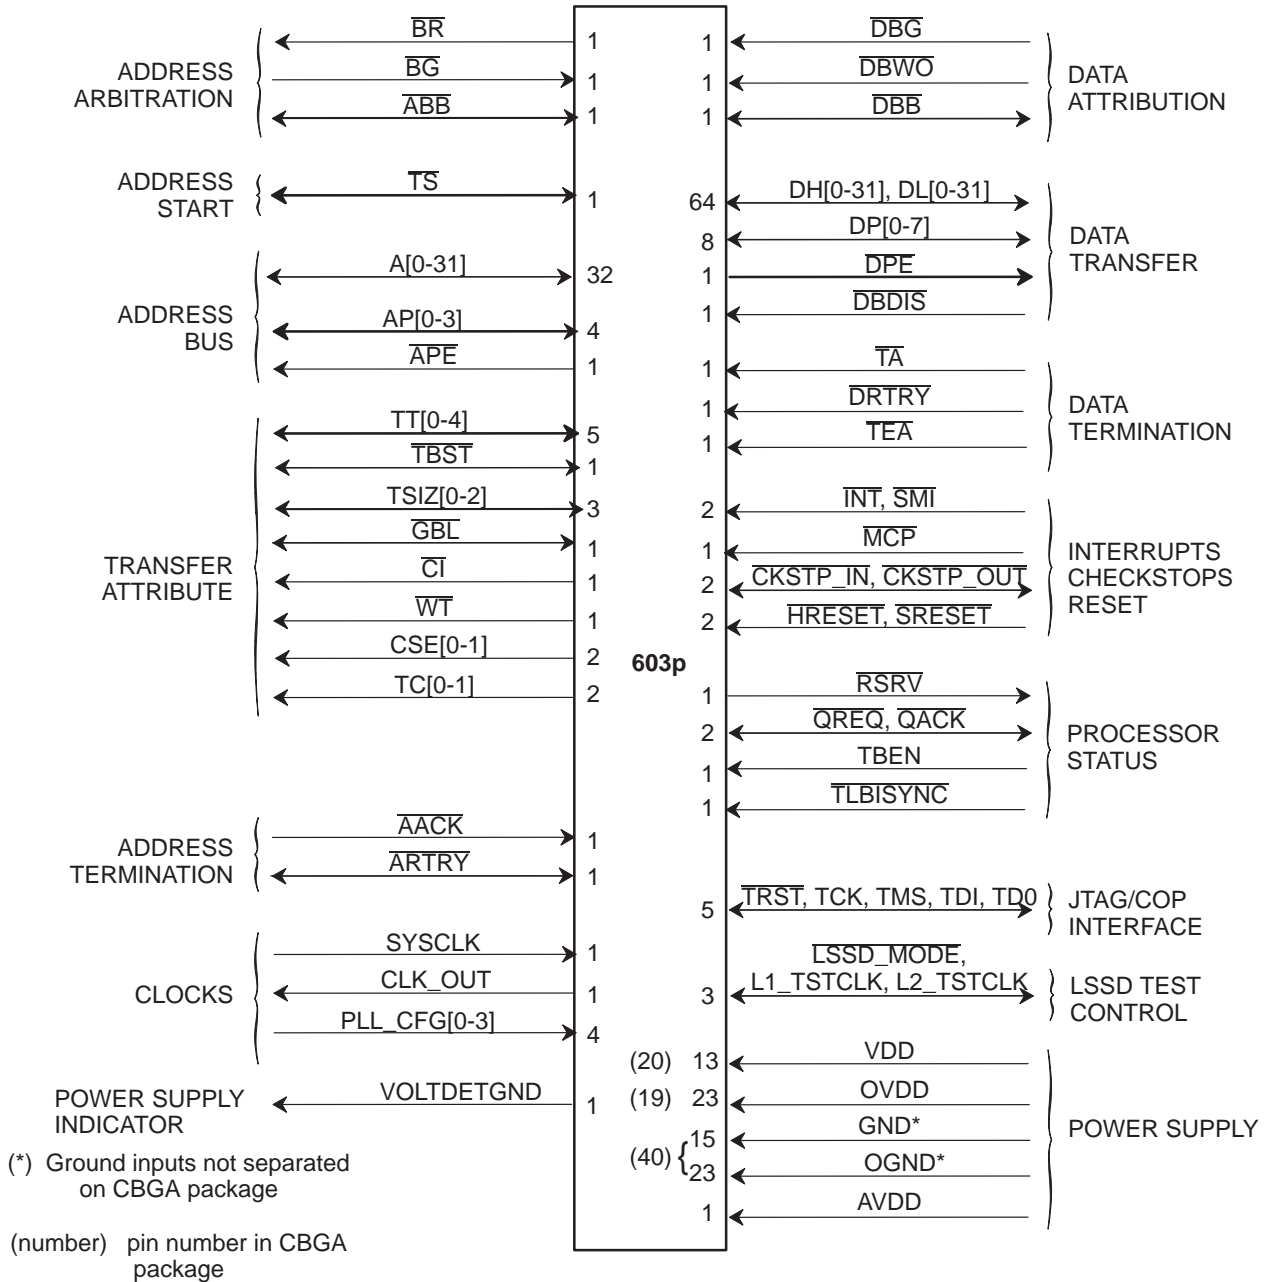 BR
1
BG
1
ABB
1
ADDRESS
ARBITRATION
TS
1
ADDRESS
START
A[0-31]
32
AP[0-3]
4
APE
1
ADDRESS
BUS
TT[0-4]
5
TBST
1
TSIZ[0-2]
3
GBL
1
CI
1
WT
1
CSE[0-1]
2
TC[0-1]
2
TRANSFER
ATTRIBUTE
AACK
1
ARTRY
1
ADDRESS
TERMINATION
SYSCLK
1
CLK_OUT
1
PLL_CFG[0-3]
4
CLOCKS
VOLTDETGND
1
POWER SUPPLY
INDICATOR
603p
1
DBG
1
DBWO
1
DBB
DATA
ATTRIBUTION
64
DH[0-31], DL[0-31]
8
DP[0-7]
1
DPE
1
DBDIS
DATA
TRANSFER
1
TA
1
DRTRY
1
TEA
DATA
TERMINATION
2
INT, SMI
1
MCP
2
CKSTP_IN, CKSTP_OUT
2
HRESET, SRESET
INTERRUPTS
CHECKSTOPS
RESET
1
RSRV
2
QREQ, QACK
1
TBEN
1
TLBISYNC
PROCESSOR
STATUS
5
TRST, TCK, TMS, TDI, TD0
JTAG/COP
INTERFACE
3
LSSD_MODE,
L1_TSTCLK, L2_TSTCLK
LSSD TEST
CONTROL
(20) 13
VDD
(19) 23
OVDD
(40) { 15
GND*
23
OGND*
1
AVDD
POWER SUPPLY
(*) Ground inputs not separated
on CBGA package
(number) pin number in CBGA
package